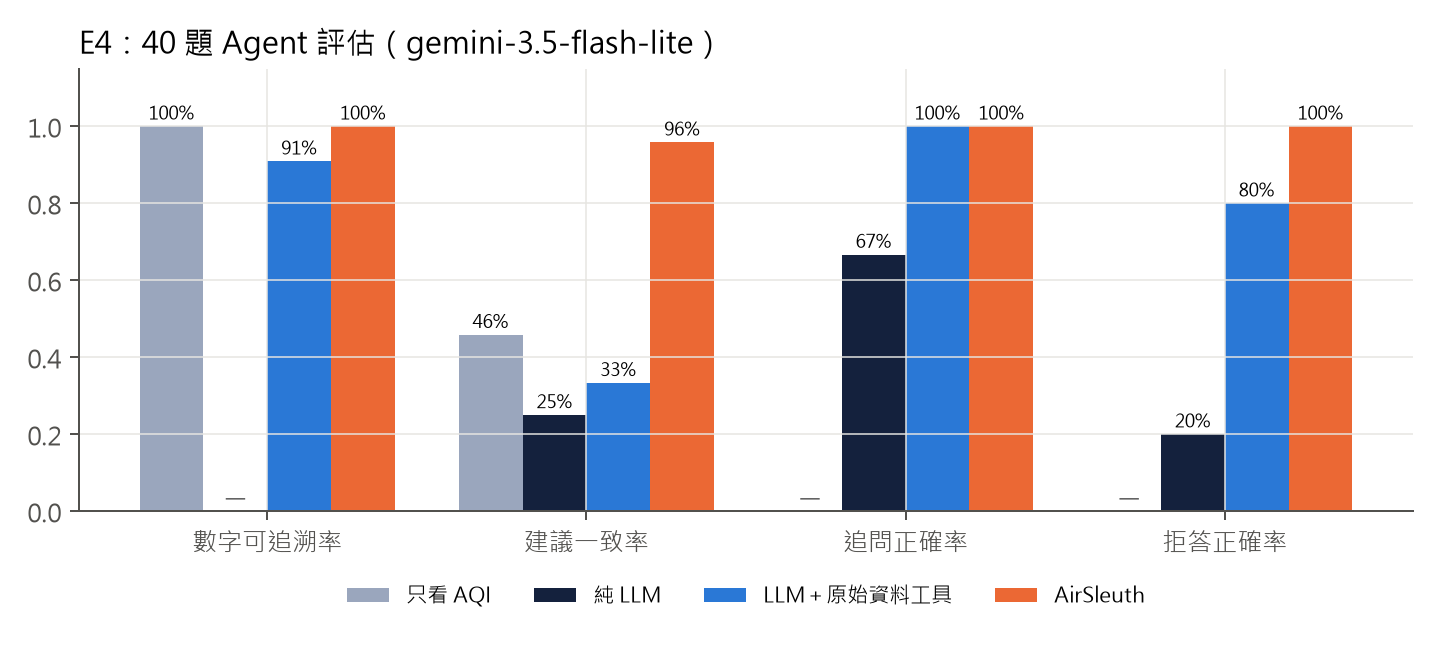 E4：40 題 Agent 評估（gemini-3.5-flash-lite）
100% 100% 100% 100% 100%
96%
91%
80%
67%
46%
33%
25%
20%
— — —
1.0
0.8
0.6
0.4
0.2
0.0
數字可追溯率 建議一致率 追問正確率 拒答正確率
只看 AQI 純 LLM LLM + 原始資料工具 AirSleuth